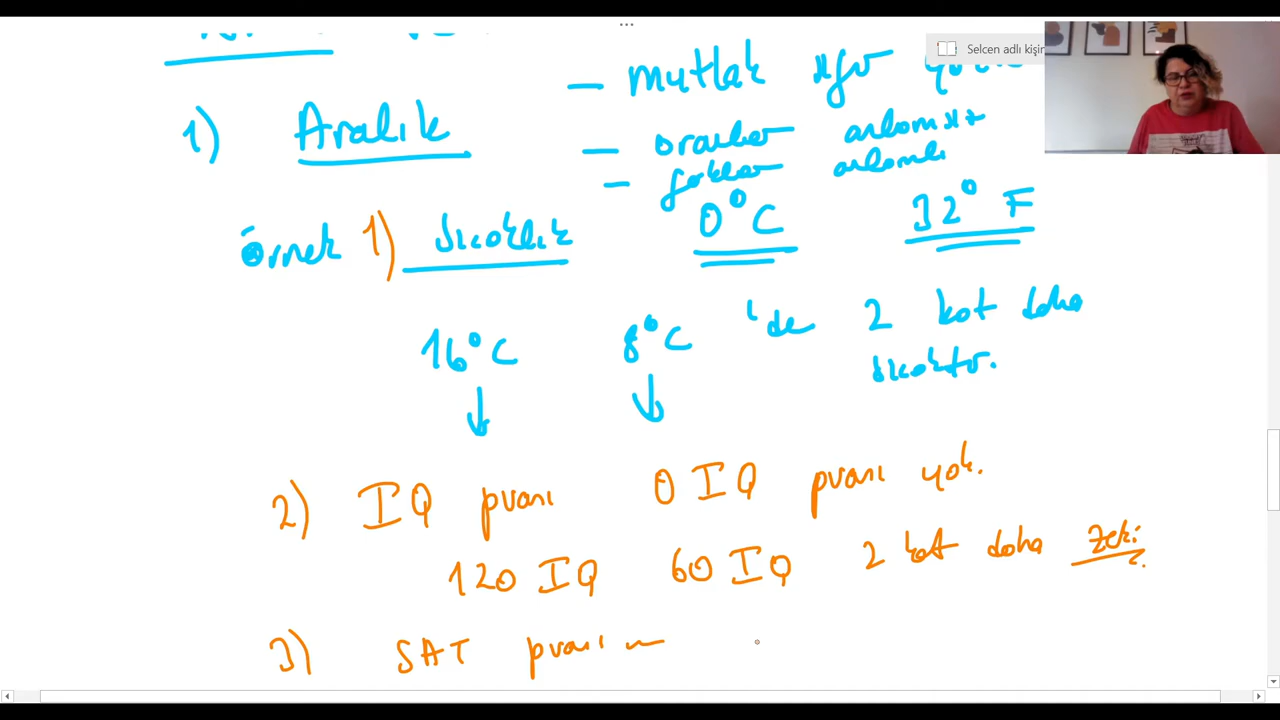 Selcen adlı kişin
— mutlak sıfır
1) Aralık
— oranlar anlamsız
— farklar anlamlı
Örnek 1) sıcaklık 0°C 32°F
16°C 8°C 'de 2 kat daha
sıcaktır.
2) IQ puanı 0 IQ puanı yok.
120 IQ 60 IQ 2 kat daha zeki
3) SAT puanı